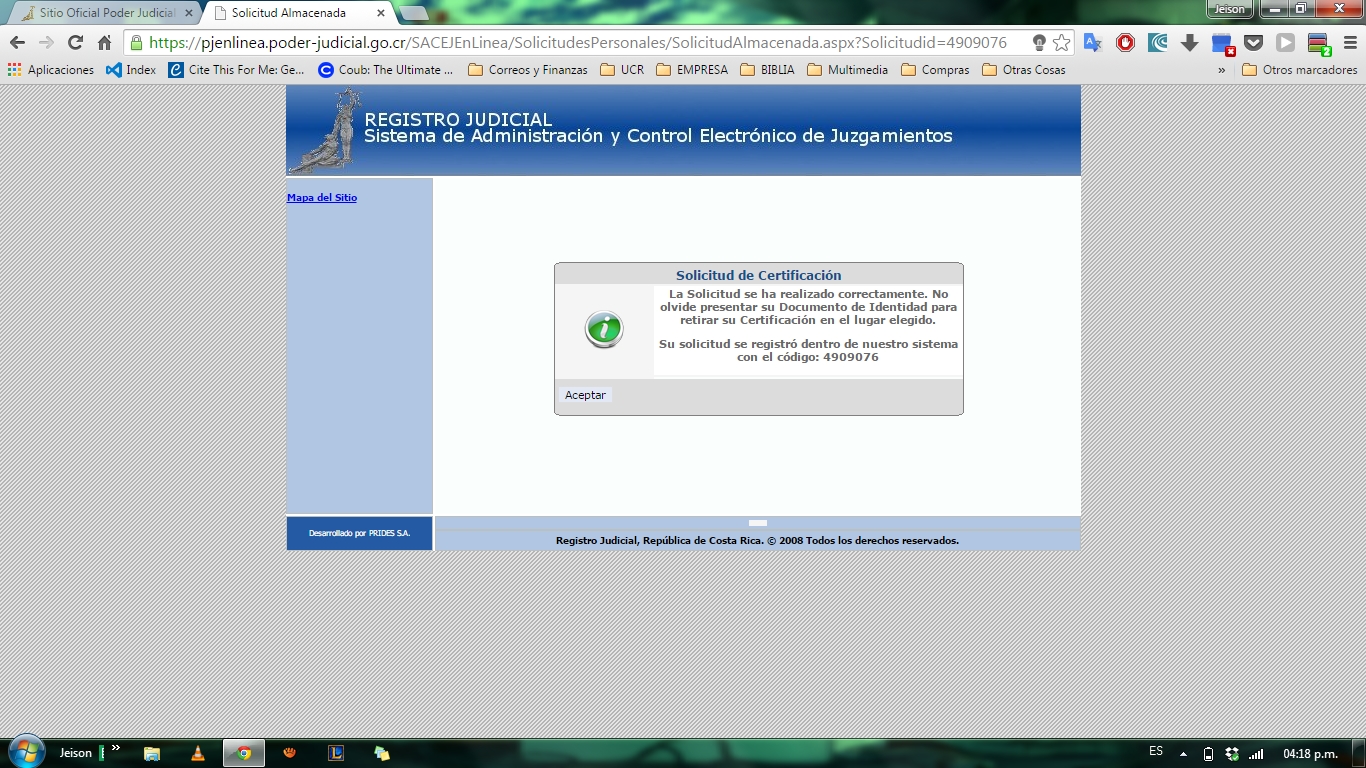 Sitio Oficial Poder Judicial
Solicitud Almacenada
Jeison
https://pjenlinea.poder-judicial.go.cr/SACEJEnLinea/SolicitudesPersonales/SolicitudAlmacenada.aspx?Solicitudid=4909076
Aplicaciones
Index
Cite This For Me: Ge...
Coub: The Ultimate ...
Correos y Finanzas
UCR
EMPRESA
BIBLIA
Multimedia
Compras
Otras Cosas
»
Otros marcadores
REGISTRO JUDICIAL
Sistema de Administración y Control Electrónico de Juzgamientos
Mapa del Sitio
Solicitud de Certificación
La Solicitud se ha realizado correctamente. No
olvide presentar su Documento de Identidad para
retirar su Certificación en el lugar elegido.
Su solicitud se registró dentro de nuestro sistema
con el código: 4909076
Aceptar
Desarrollado por PRIDES S.A.
Registro Judicial, República de Costa Rica. © 2008 Todos los derechos reservados.
Jeison
»
ES
04:18 p.m.